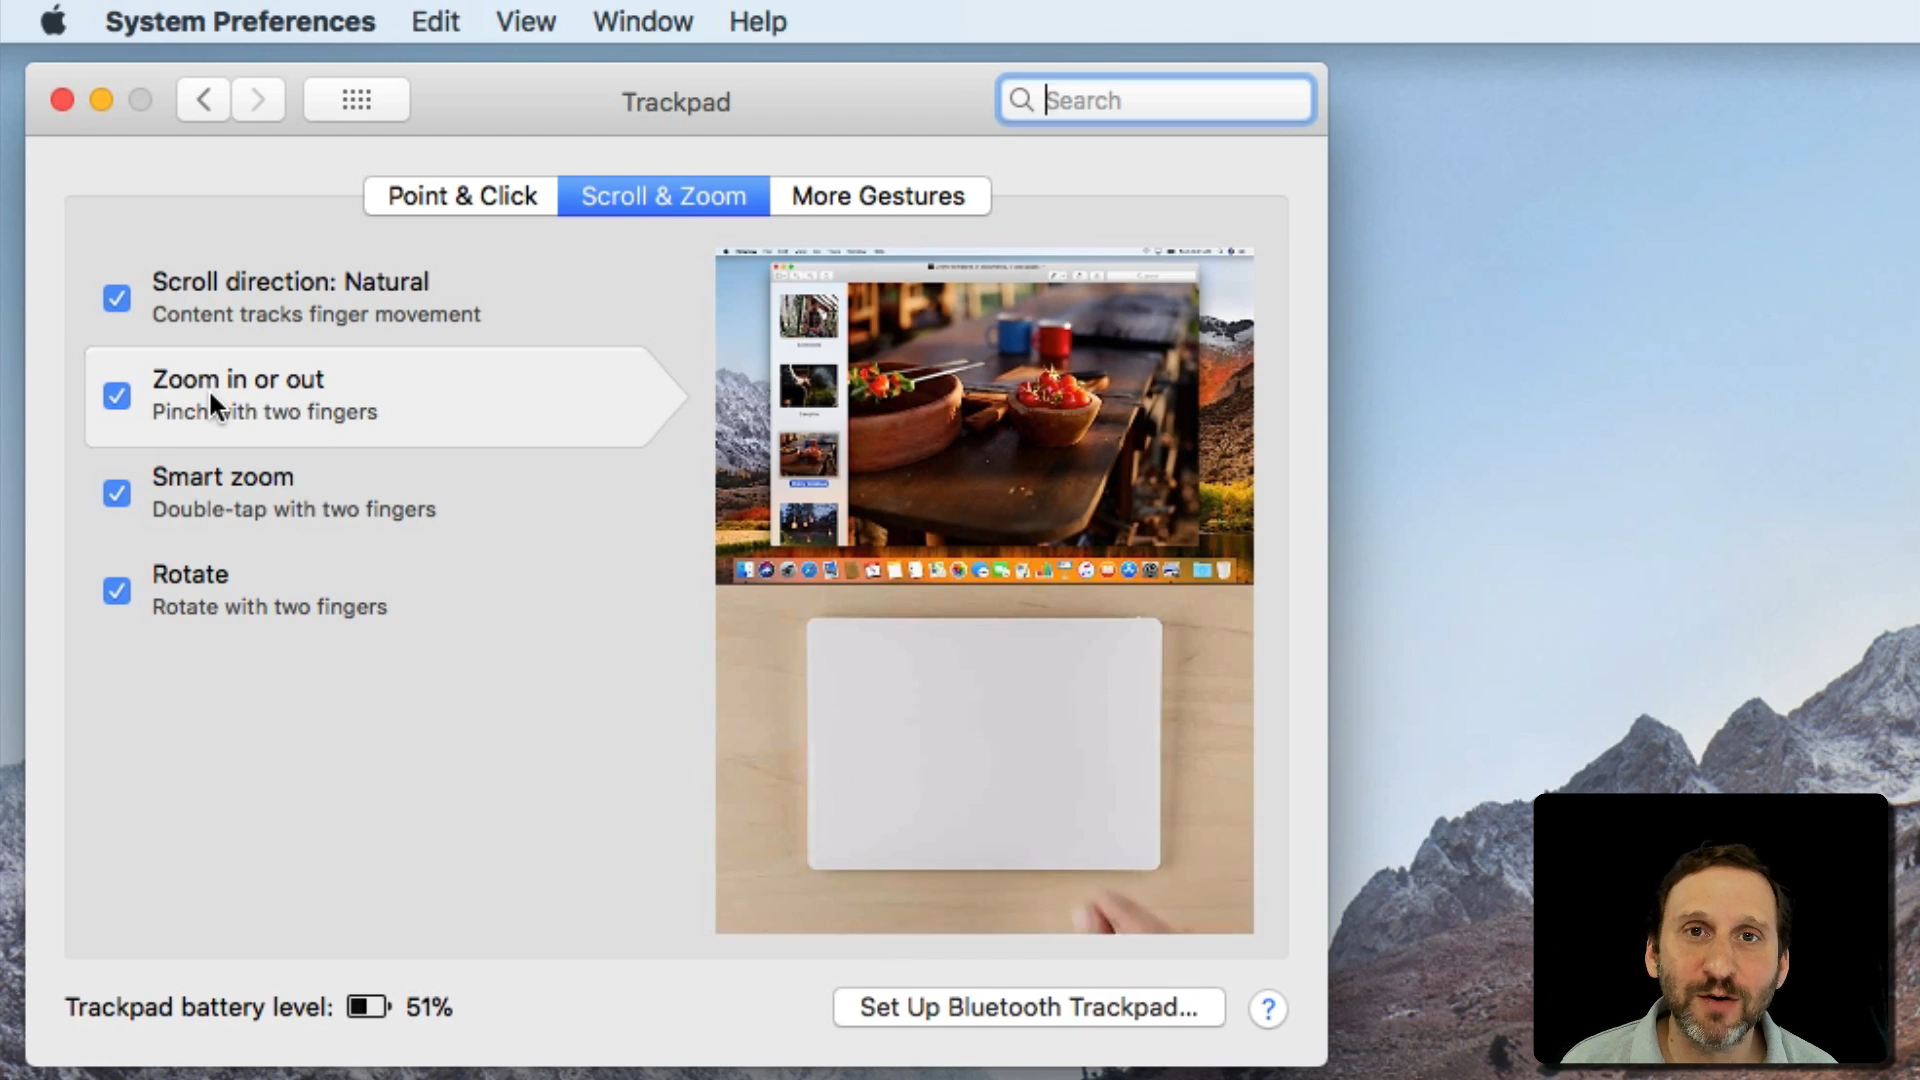 System Preferences Edit View Window Help
Trackpad
Search
Point & Click Scroll & Zoom More Gestures
Scroll direction: Natural
Content tracks finger movement
Zoom in or out
Pinch with two fingers
Smart zoom
Double-tap with two fingers
Rotate
Rotate with two fingers
Trackpad battery level: 51%
Set Up Bluetooth Trackpad...
?